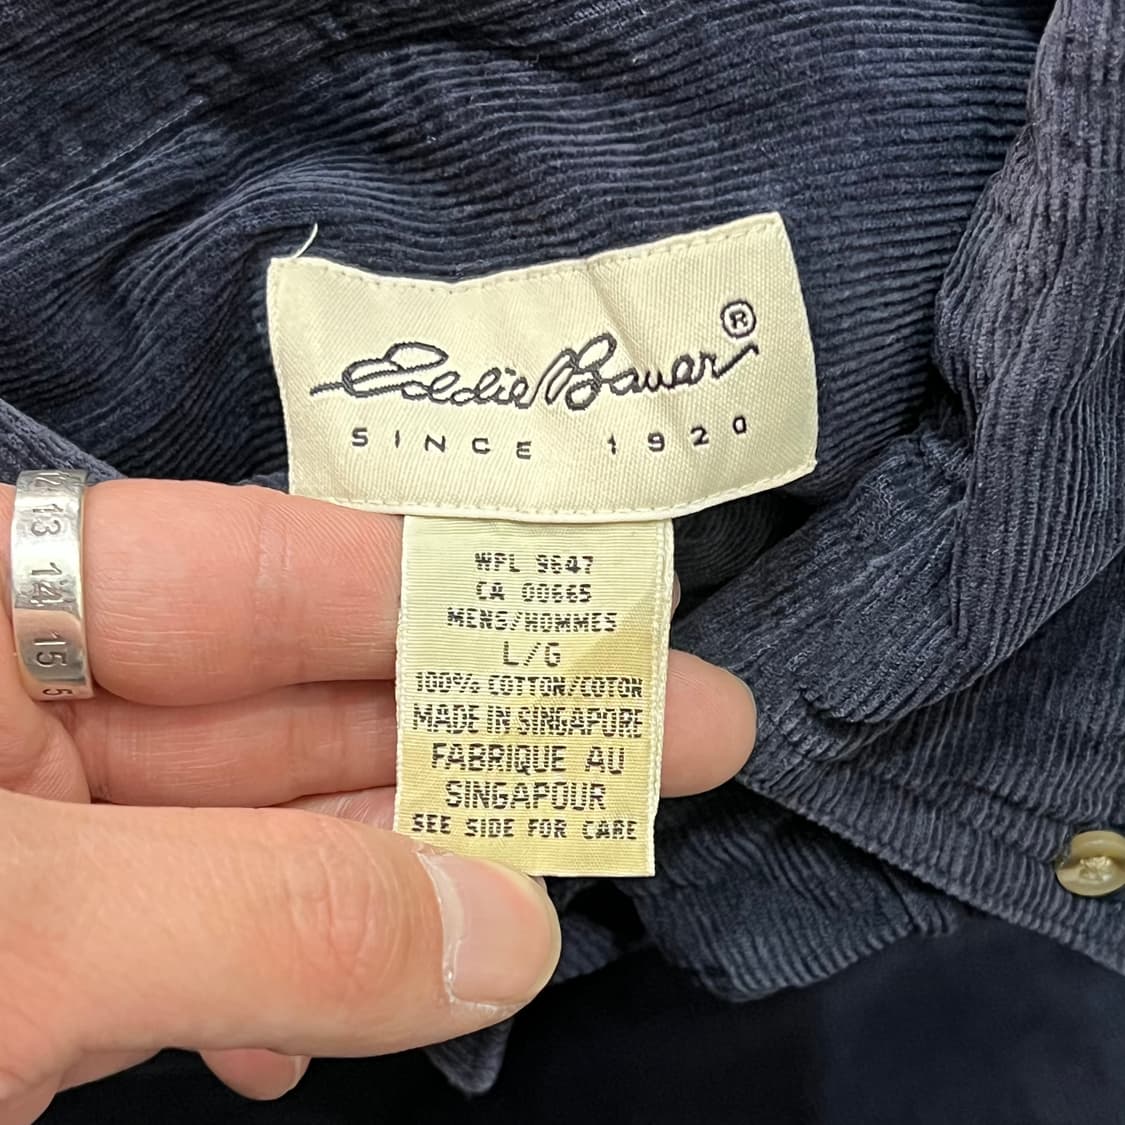 Eddie Bauer®
SINCE 1920
WPL 9647
CA 00665
MENS/HOMMES
L/G
100% COTTON/COTON
MADE IN SINGAPORE
FABRIQUE AU
SINGAPOUR
SEE SIDE FOR CARE
13
14
15